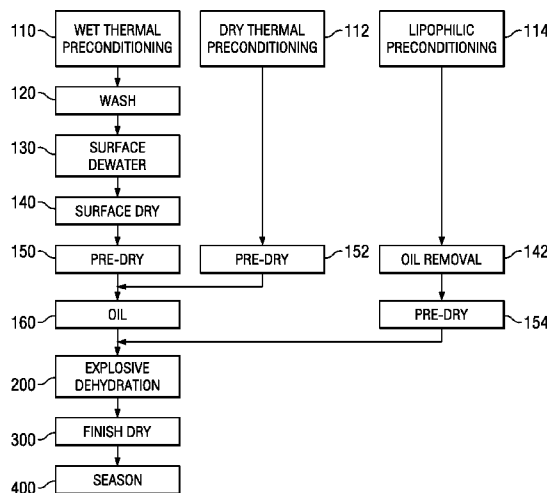 110
WET THERMAL
PRECONDITIONING
DRY THERMAL
PRECONDITIONING
112
LIPOPHILIC
PRECONDITIONING
114
120
WASH
130
SURFACE
DEWATER
140
SURFACE DRY
150
PRE-DRY
PRE-DRY
152
OIL REMOVAL
142
160
OIL
PRE-DRY
154
200
EXPLOSIVE
DEHYDRATION
300
FINISH DRY
400
SEASON